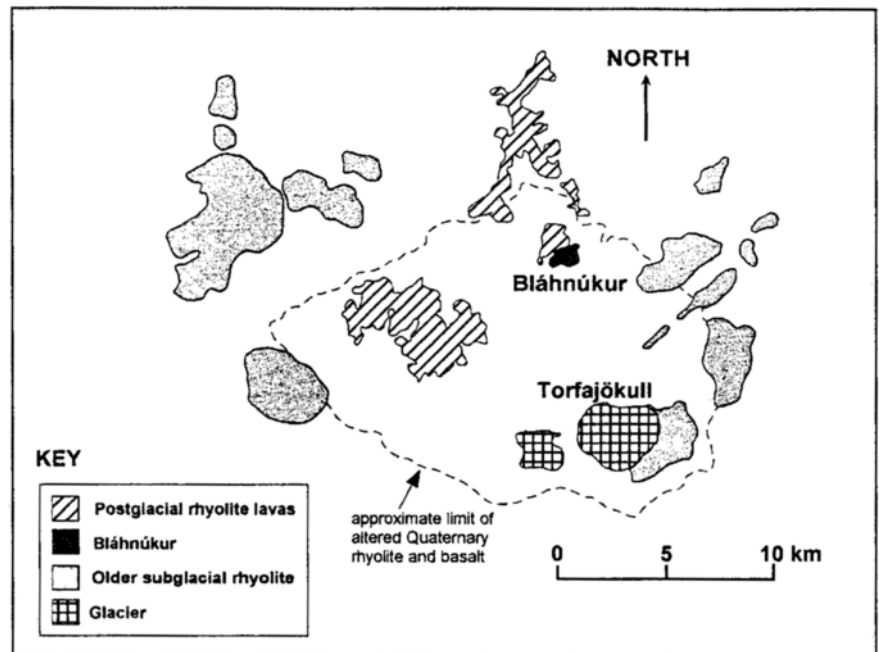 NORTH
Bláhnúkur
Torfajökull
KEY
Postglacial rhyolite lavas
Bláhnúkur
Older subglacial rhyolite
Glacier
approximate limit of
altered Quaternary
rhyolite and basalt
0 5 10 km